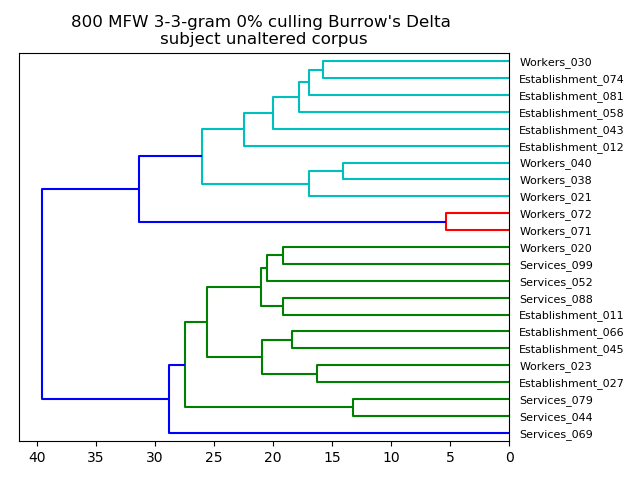 800 MFW 3-3-gram 0% culling Burrow's Delta
subject unaltered corpus
Workers_030
Establishment_074
Establishment_081
Establishment_058
Establishment_043
Establishment_012
Workers_040
Workers_038
Workers_021
Workers_072
Workers_071
Workers_020
Services_099
Services_052
Services_088
Establishment_011
Establishment_066
Establishment_045
Workers_023
Establishment_027
Services_079
Services_044
Services_069
40 35 30 25 20 15 10 5 0